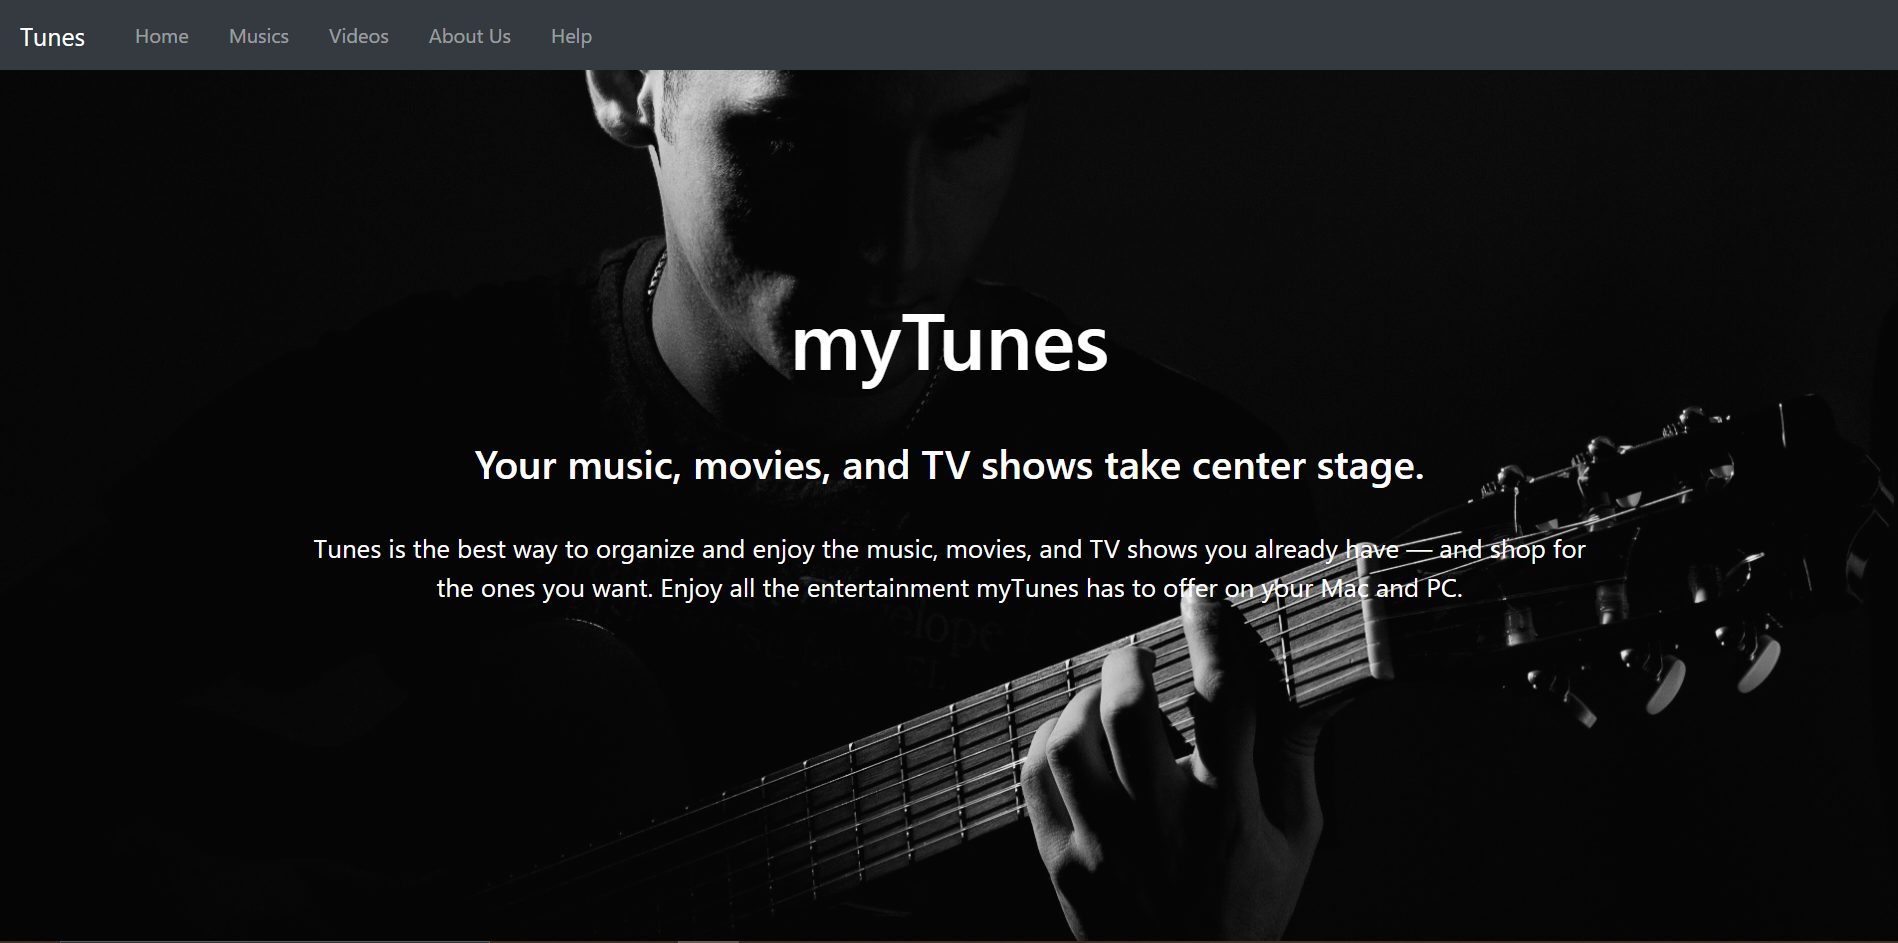 Tunes Home Musics Videos About Us Help
myTunes
Your music, movies, and TV shows take center stage.
Tunes is the best way to organize and enjoy the music, movies, and TV shows you already have — and shop for
the ones you want. Enjoy all the entertainment myTunes has to offer on your Mac and PC.